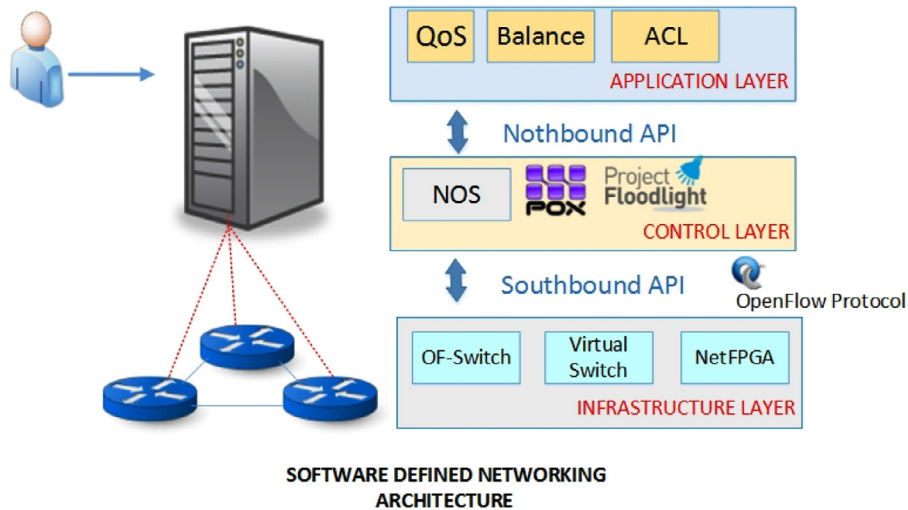 QoS
Balance
ACL
APPLICATION LAYER
Nothbound API
NOS
POX
Project
Floodlight
CONTROL LAYER
Southbound API
OpenFlow Protocol
OF-Switch
Virtual
Switch
NetFPGA
INFRASTRUCTURE LAYER
SOFTWARE DEFINED NETWORKING
ARCHITECTURE